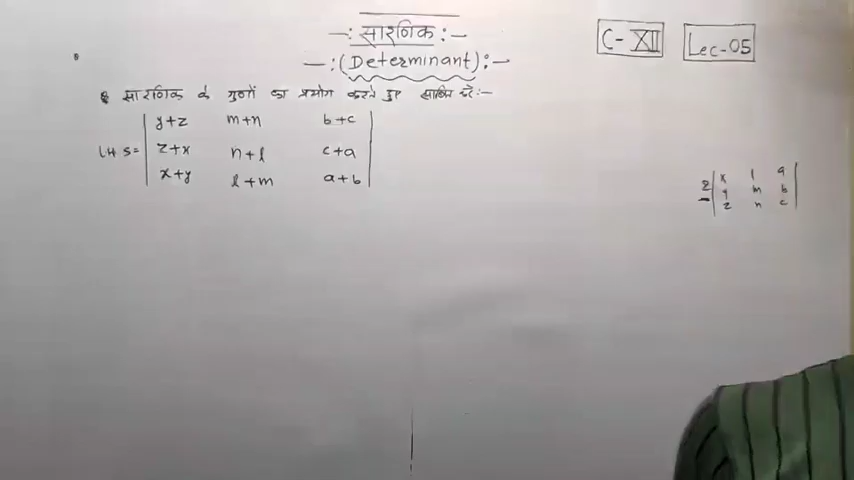 -: सारणिक :-
C- XII
Lec-05
-:(Determinant):-
सारणिक के गुणों का प्रयोग करते हुए साबित करें:-
y+z m+n b+c
LHS= z+x n+l c+a
x+y l+m a+b
x l a
2 y m b
z n c